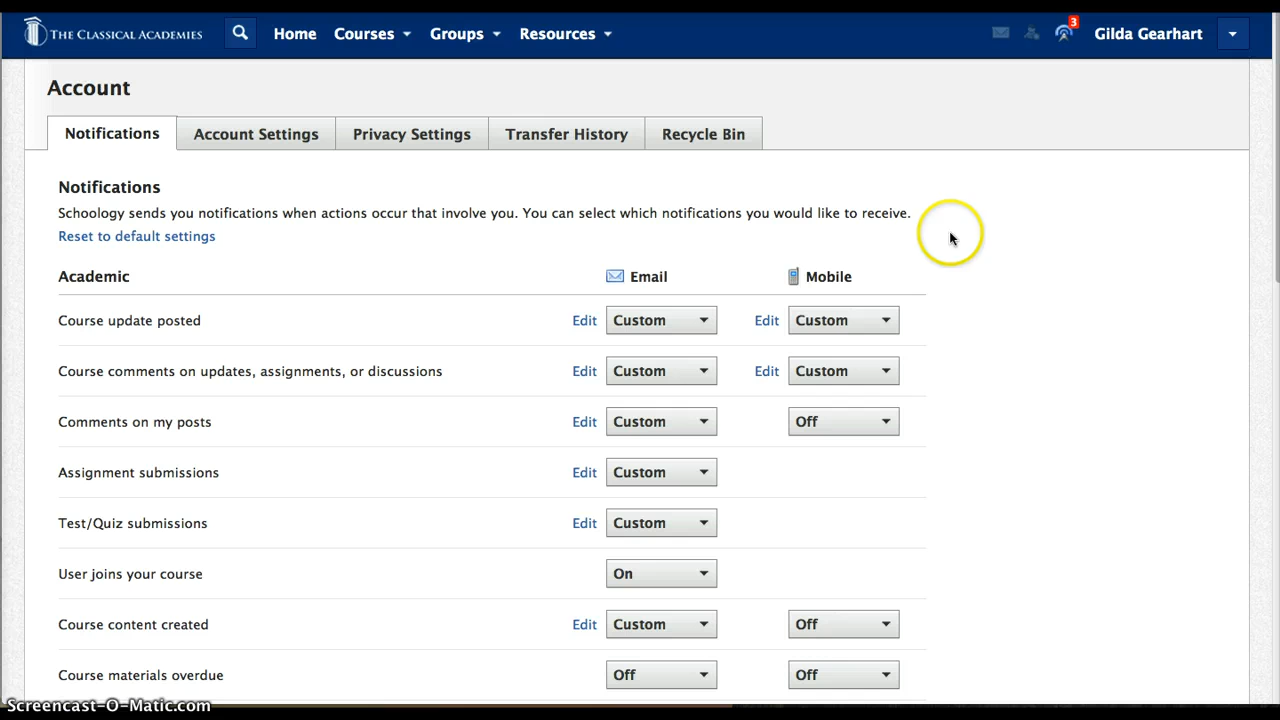 THE CLASSICAL ACADEMIES Home Courses Groups Resources 3 Gilda Gearhart
Account
Notifications Account Settings Privacy Settings Transfer History Recycle Bin
Notifications
Schoology sends you notifications when actions occur that involve you. You can select which notifications you would like to receive.
Reset to default settings
Academic Email Mobile
Course update posted Edit Custom Edit Custom
Course comments on updates, assignments, or discussions Edit Custom Edit Custom
Comments on my posts Edit Custom Off
Assignment submissions Edit Custom
Test/Quiz submissions Edit Custom
User joins your course On
Course content created Edit Custom Off
Course materials overdue Off Off
Screencast-O-Matic.com